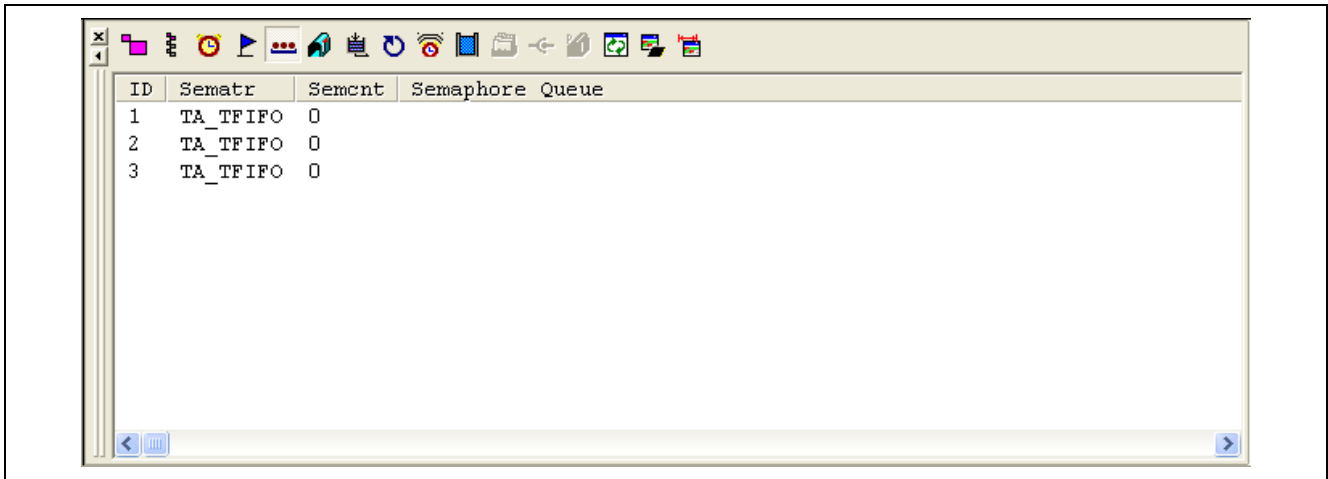 ID Sematr Semcnt Semaphore Queue
1 TA_TFIFO 0
2 TA_TFIFO 0
3 TA_TFIFO 0